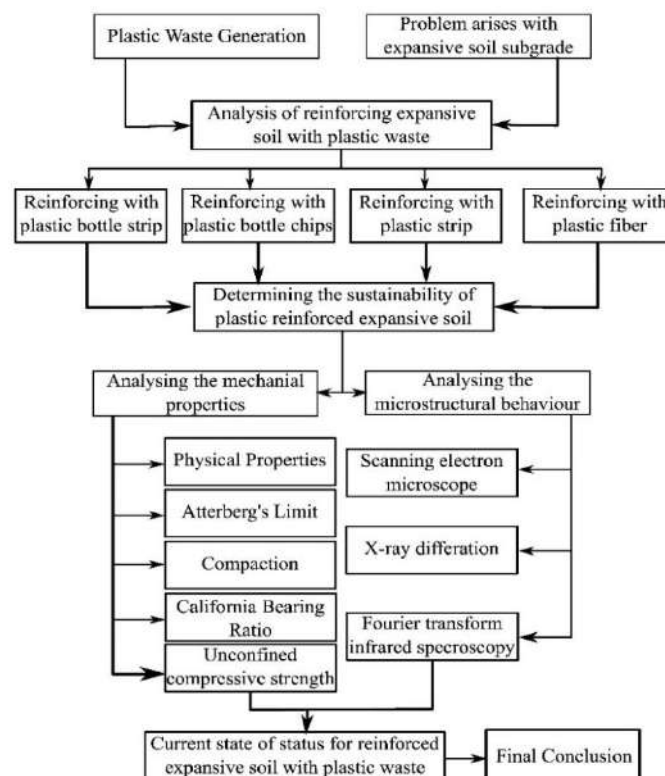 Plastic Waste Generation
Problem arises with
expansive soil subgrade
Analysis of reinforcing expansive
soil with plastic waste
Reinforcing with
plastic bottle strip
Reinforcing with
plastic bottle chips
Reinforcing with
plastic strip
Reinforcing with
plastic fiber
Determining the sustainability of
plastic reinforced expansive soil
Analysing the mechanial
properties
Analysing the
microstructural behaviour
Physical Properties
Atterberg's Limit
Compaction
California Bearing
Ratio
Unconfined
compressive strength
Scanning electron
microscope
X-ray differation
Fourier transform
infrared specroscopy
Current state of status for reinforced
expansive soil with plastic waste
Final Conclusion